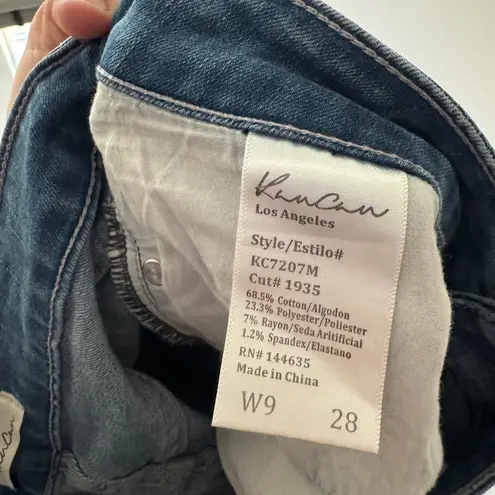 KanCan
Los Angeles
Style/Estilo#
KC7207M
Cut# 1935
68.5% Cotton/Algodon
23.3% Polyester/Poliester
7% Rayon/Seda Artificial
1.2% Spandex/Elastano
RN# 144635
Made in China
W9 28
KanCan